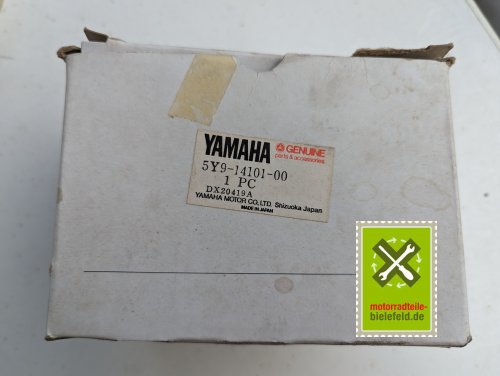 YAMAHA GENUINE
parts & accessories
5Y9-14101-00
1 PC
DX20419A
YAMAHA MOTOR CO.,LTD. Shizuoka Japan
MADE IN JAPAN
motorradteile-
bielefeld.de